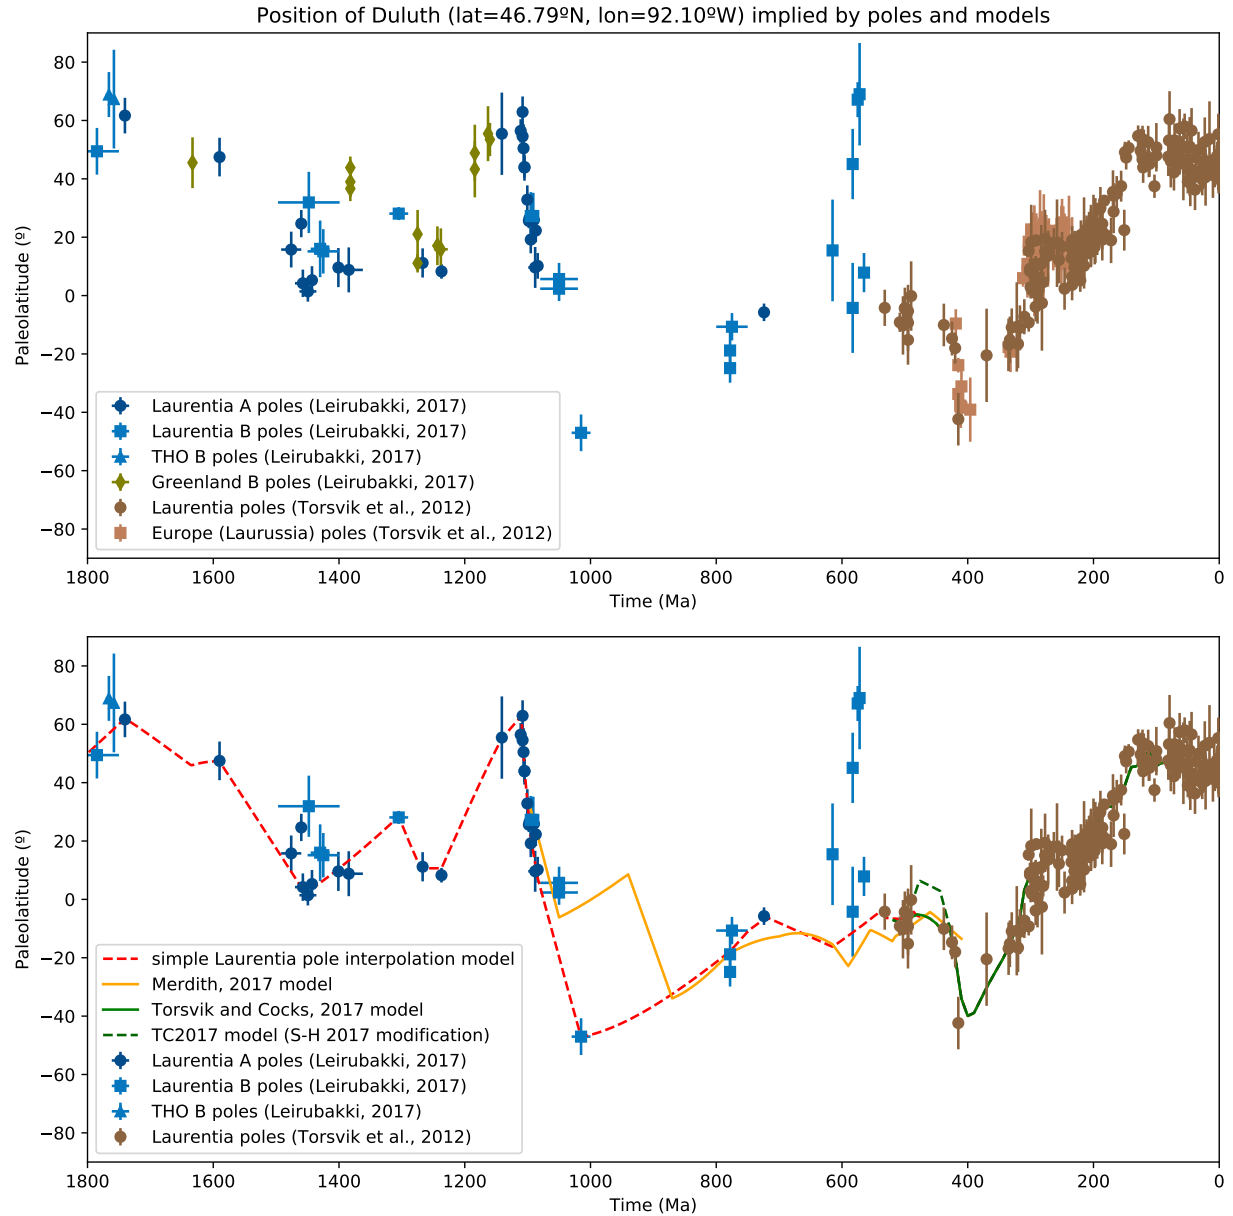 Position of Duluth (lat=46.79ºN, lon=92.10ºW) implied by poles and models
80
60
40
20
0
−20
−40
−60
−80
Paleolatitude (º)
Laurentia A poles (Leirubakki, 2017)
Laurentia B poles (Leirubakki, 2017)
THO B poles (Leirubakki, 2017)
Greenland B poles (Leirubakki, 2017)
Laurentia poles (Torsvik et al., 2012)
Europe (Laurussia) poles (Torsvik et al., 2012)
1800 1600 1400 1200 1000 800 600 400 200 0
Time (Ma)
80
60
40
20
0
−20
−40
−60
−80
Paleolatitude (º)
simple Laurentia pole interpolation model
Merdith, 2017 model
Torsvik and Cocks, 2017 model
TC2017 model (S-H 2017 modification)
Laurentia A poles (Leirubakki, 2017)
Laurentia B poles (Leirubakki, 2017)
THO B poles (Leirubakki, 2017)
Laurentia poles (Torsvik et al., 2012)
1800 1600 1400 1200 1000 800 600 400 200 0
Time (Ma)